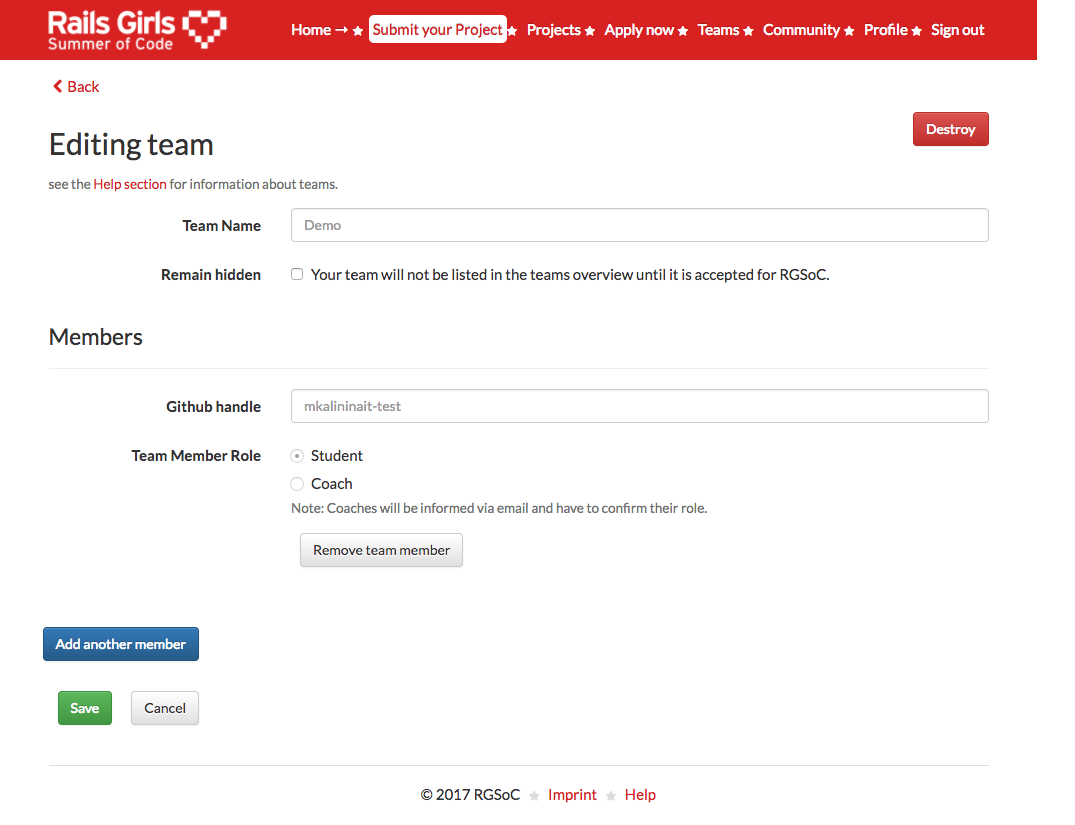 Rails Girls
Summer of Code
Home → ★ Submit your Project ★ Projects ★ Apply now ★ Teams ★ Community ★ Profile ★ Sign out
Back
Destroy
Editing team
see the Help section for information about teams.
Team Name Demo
Remain hidden Your team will not be listed in the teams overview until it is accepted for RGSoC.
Members
Github handle mkalininait-test
Team Member Role Student
Coach
Note: Coaches will be informed via email and have to confirm their role.
Remove team member
Add another member
Save Cancel
© 2017 RGSoC ★ Imprint ★ Help